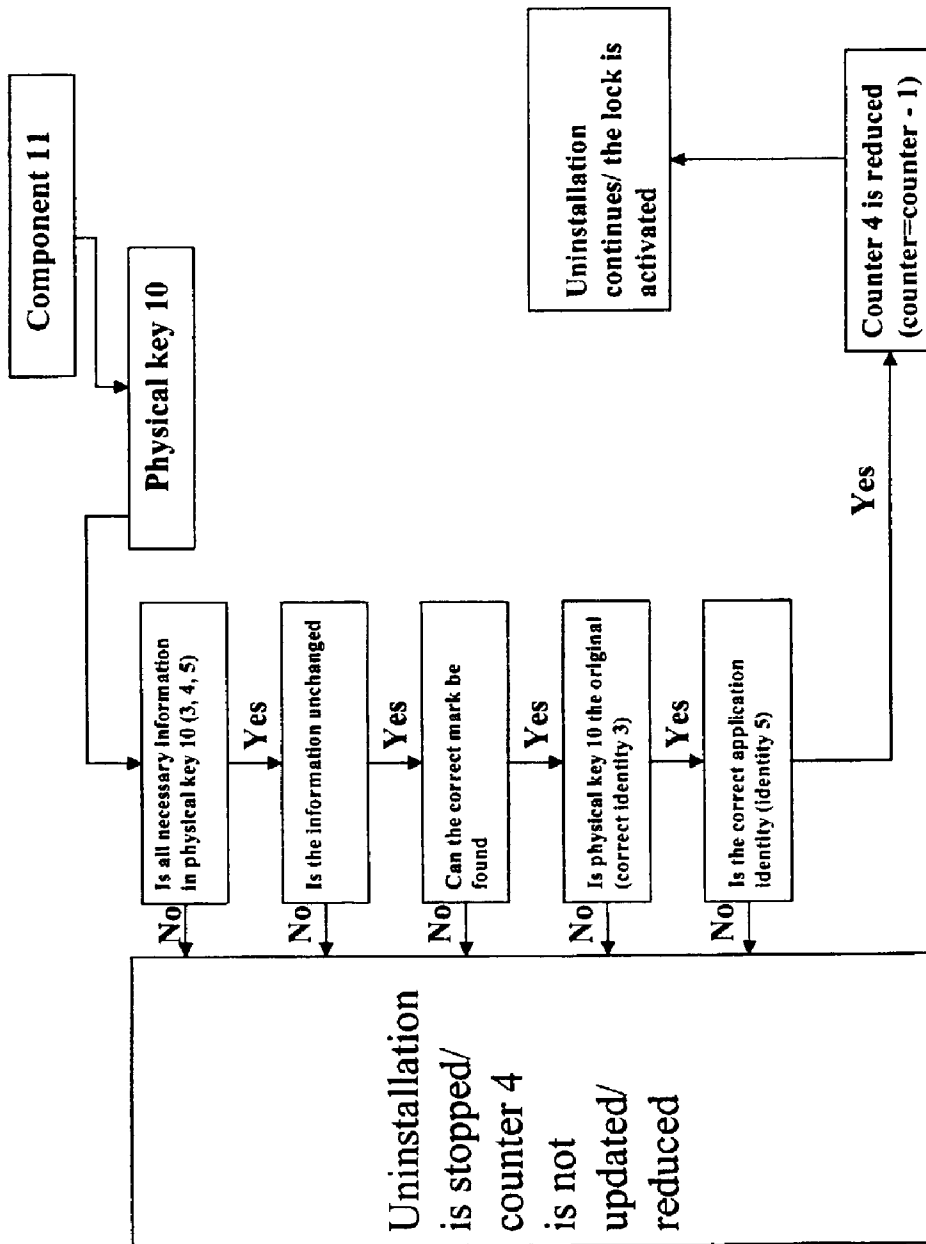 Component 11
Physical key 10
Is all necessary information
in physical key 10 (3, 4, 5)
No
Yes
Is the information unchanged
No
Yes
Can the correct mark be
found
No
Yes
Is physical key 10 the original
(correct identity 3)
No
Yes
Is the correct application
identity (identity 5)
No
Yes
Counter 4 is reduced
(counter=counter - 1)
Uninstallation
continues/ the lock is
activated
Uninstallation
is stopped/
counter 4
is not
updated/
reduced